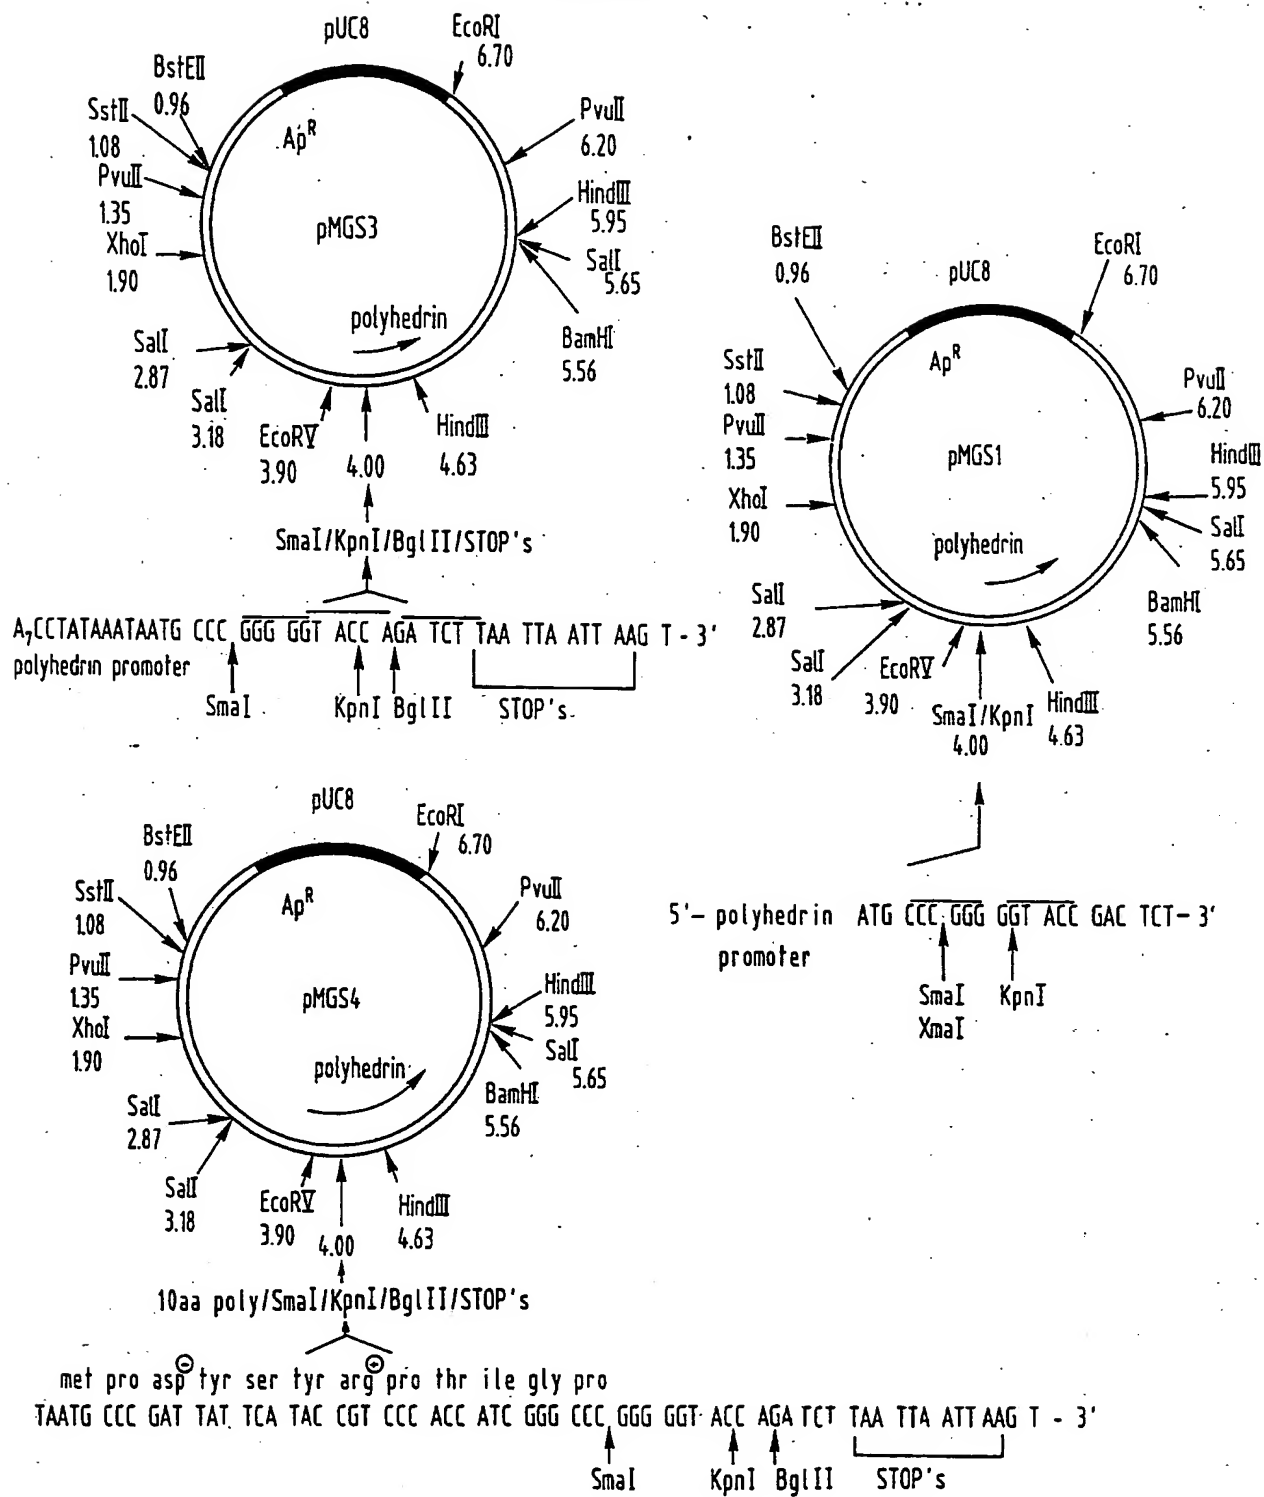 pUC8
EcoRI
6.70
BstEII
0.96
SstII
1.08
PvuII
1.35
XhoI
1.90
SalI
2.87
SalI
3.18
EcoRV
3.90
4.00
HindIII
4.63
BamHI
5.56
SalI
5.65
HindIII
5.95
PvuII
6.20
ApR
pMGS3
polyhedrin
SmaI/KpnI/BglII/STOP's
A7CCTATAAATAATG CCC GGG GGT ACC AGA TCT TAA TTA ATT AAG T - 3'
polyhedrin promoter
SmaI
KpnI BglII
STOP's
pUC8
EcoRI
6.70
BstEII
0.96
SstII
1.08
PvuII
1.35
XhoI
1.90
SalI
2.87
SalI
3.18
EcoRV
3.90
SmaI/KpnI
4.00
HindIII
4.63
BamHI
5.56
SalI
5.65
HindIII
5.95
PvuII
6.20
ApR
pMGS1
polyhedrin
5'- polyhedrin ATG CCC GGG GGT ACC GAC TCT- 3'
promoter
SmaI KpnI
XmaI
pUC8
EcoRI
6.70
BstEII
0.96
SstII
1.08
PvuII
1.35
XhoI
1.90
SalI
2.87
SalI
3.18
EcoRV
3.90
4.00
HindIII
4.63
BamHI
5.56
SalI
5.65
HindIII
5.95
PvuII
6.20
ApR
pMGS4
polyhedrin
10aa poly/SmaI/KpnI/BglII/STOP's
met pro asp⊖ tyr ser tyr arg⊕ pro thr ile gly pro
TAATG CCC GAT TAT TCA TAC CGT CCC ACC ATC GGG CCC GGG GGT ACC AGA TCT TAA TTA ATT AAG T - 3'
SmaI KpnI BglII STOP's